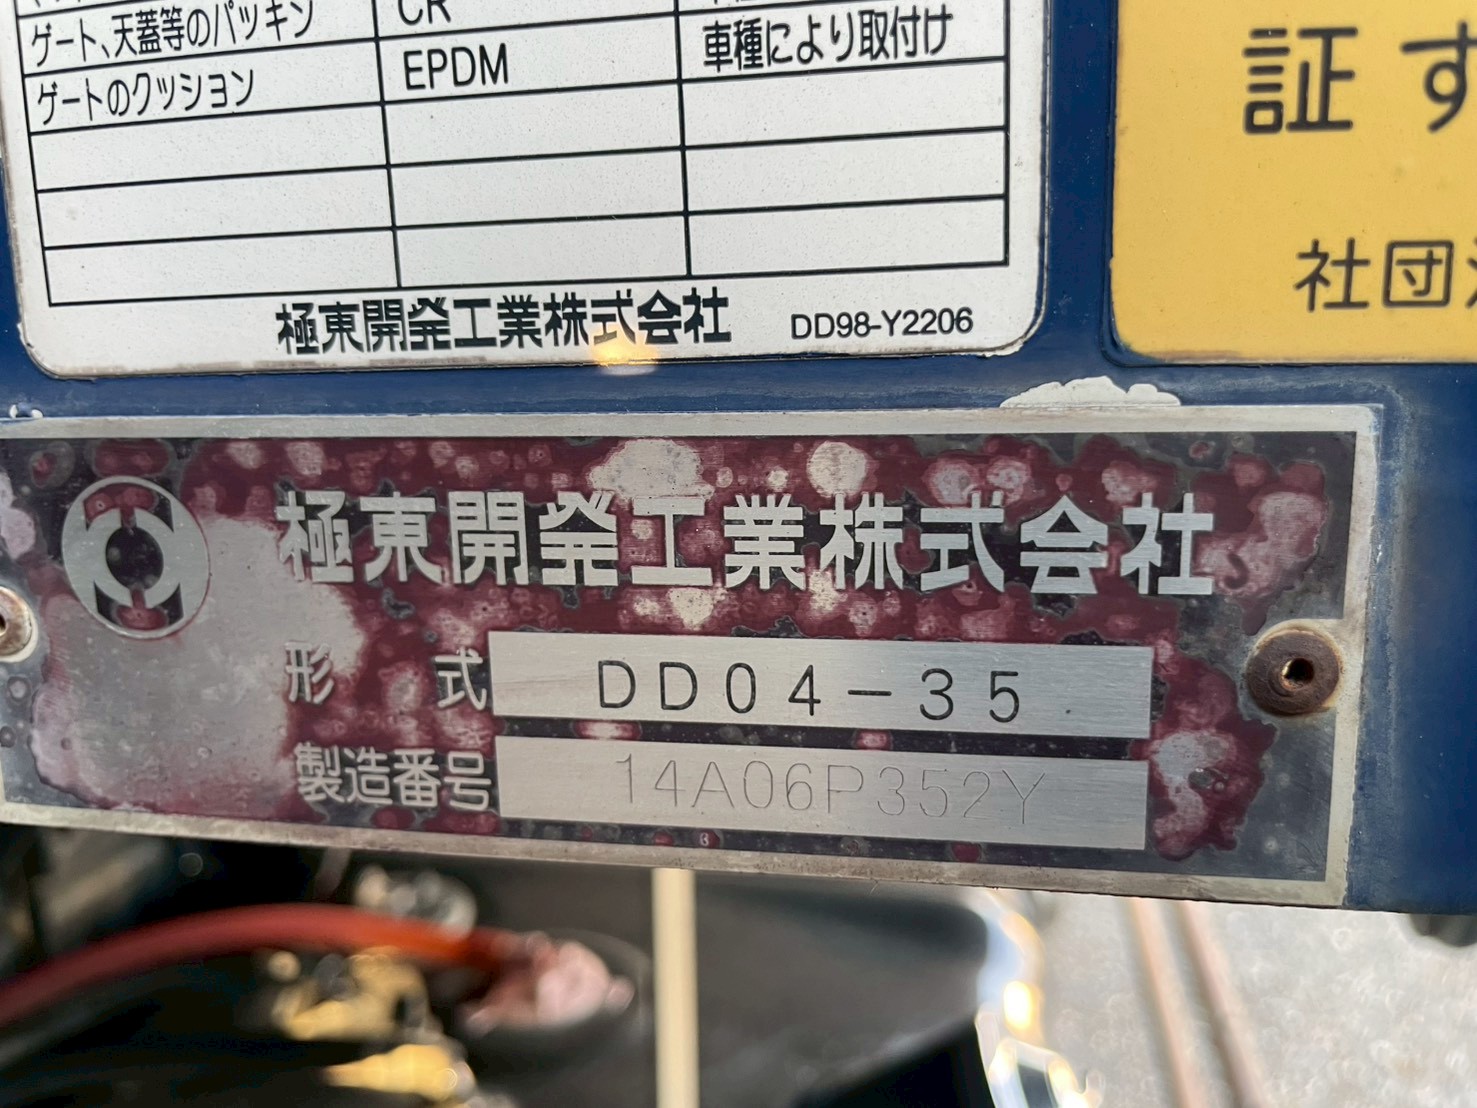 ゲート、天蓋等のパッキン CR
ゲートのクッション EPDM 車種により取付け
極東開発工業株式会社 DD98-Y2206
証す
社団
極東開発工業株式会社
形式 DD04-35
製造番号 14A06P352Y